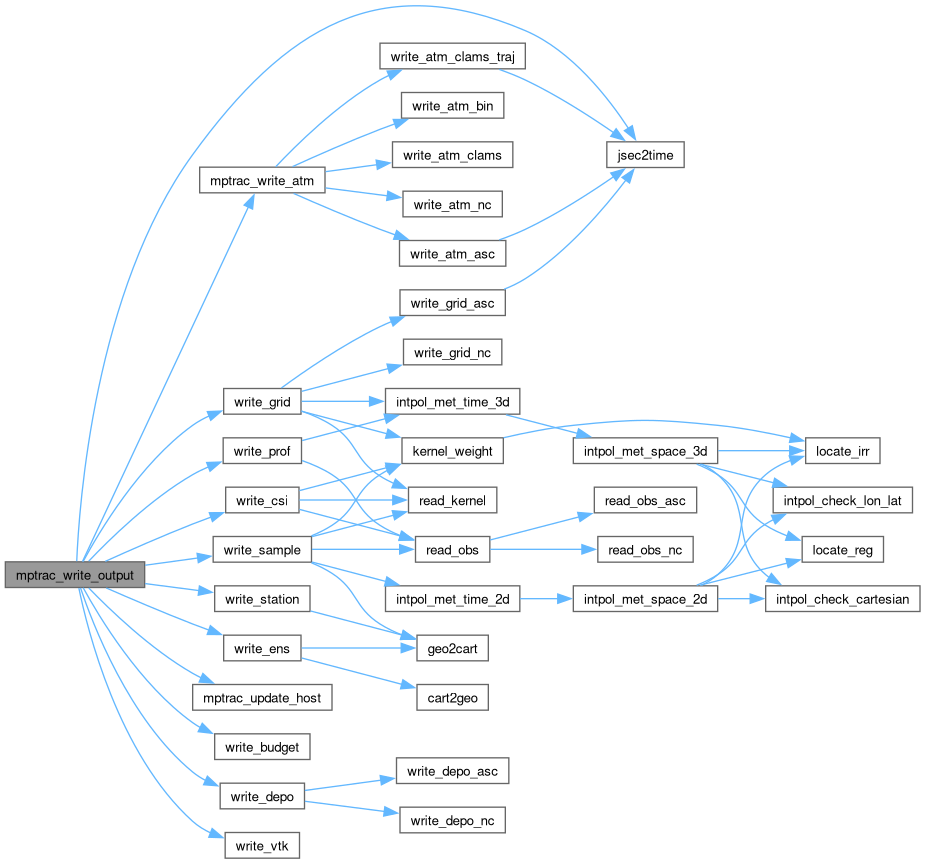 write_atm_clams_traj
write_atm_bin
jsec2time
write_atm_clams
mptrac_write_atm
write_atm_nc
write_atm_asc
write_grid_asc
write_grid_nc
write_grid
intpol_met_time_3d
write_prof
kernel_weight
intpol_met_space_3d
locate_irr
write_csi
read_kernel
read_obs_asc
intpol_check_lon_lat
write_sample
read_obs
read_obs_nc
locate_reg
mptrac_write_output
write_station
intpol_met_time_2d
intpol_met_space_2d
intpol_check_cartesian
write_ens
geo2cart
mptrac_update_host
cart2geo
write_budget
write_depo_asc
write_depo
write_depo_nc
write_vtk